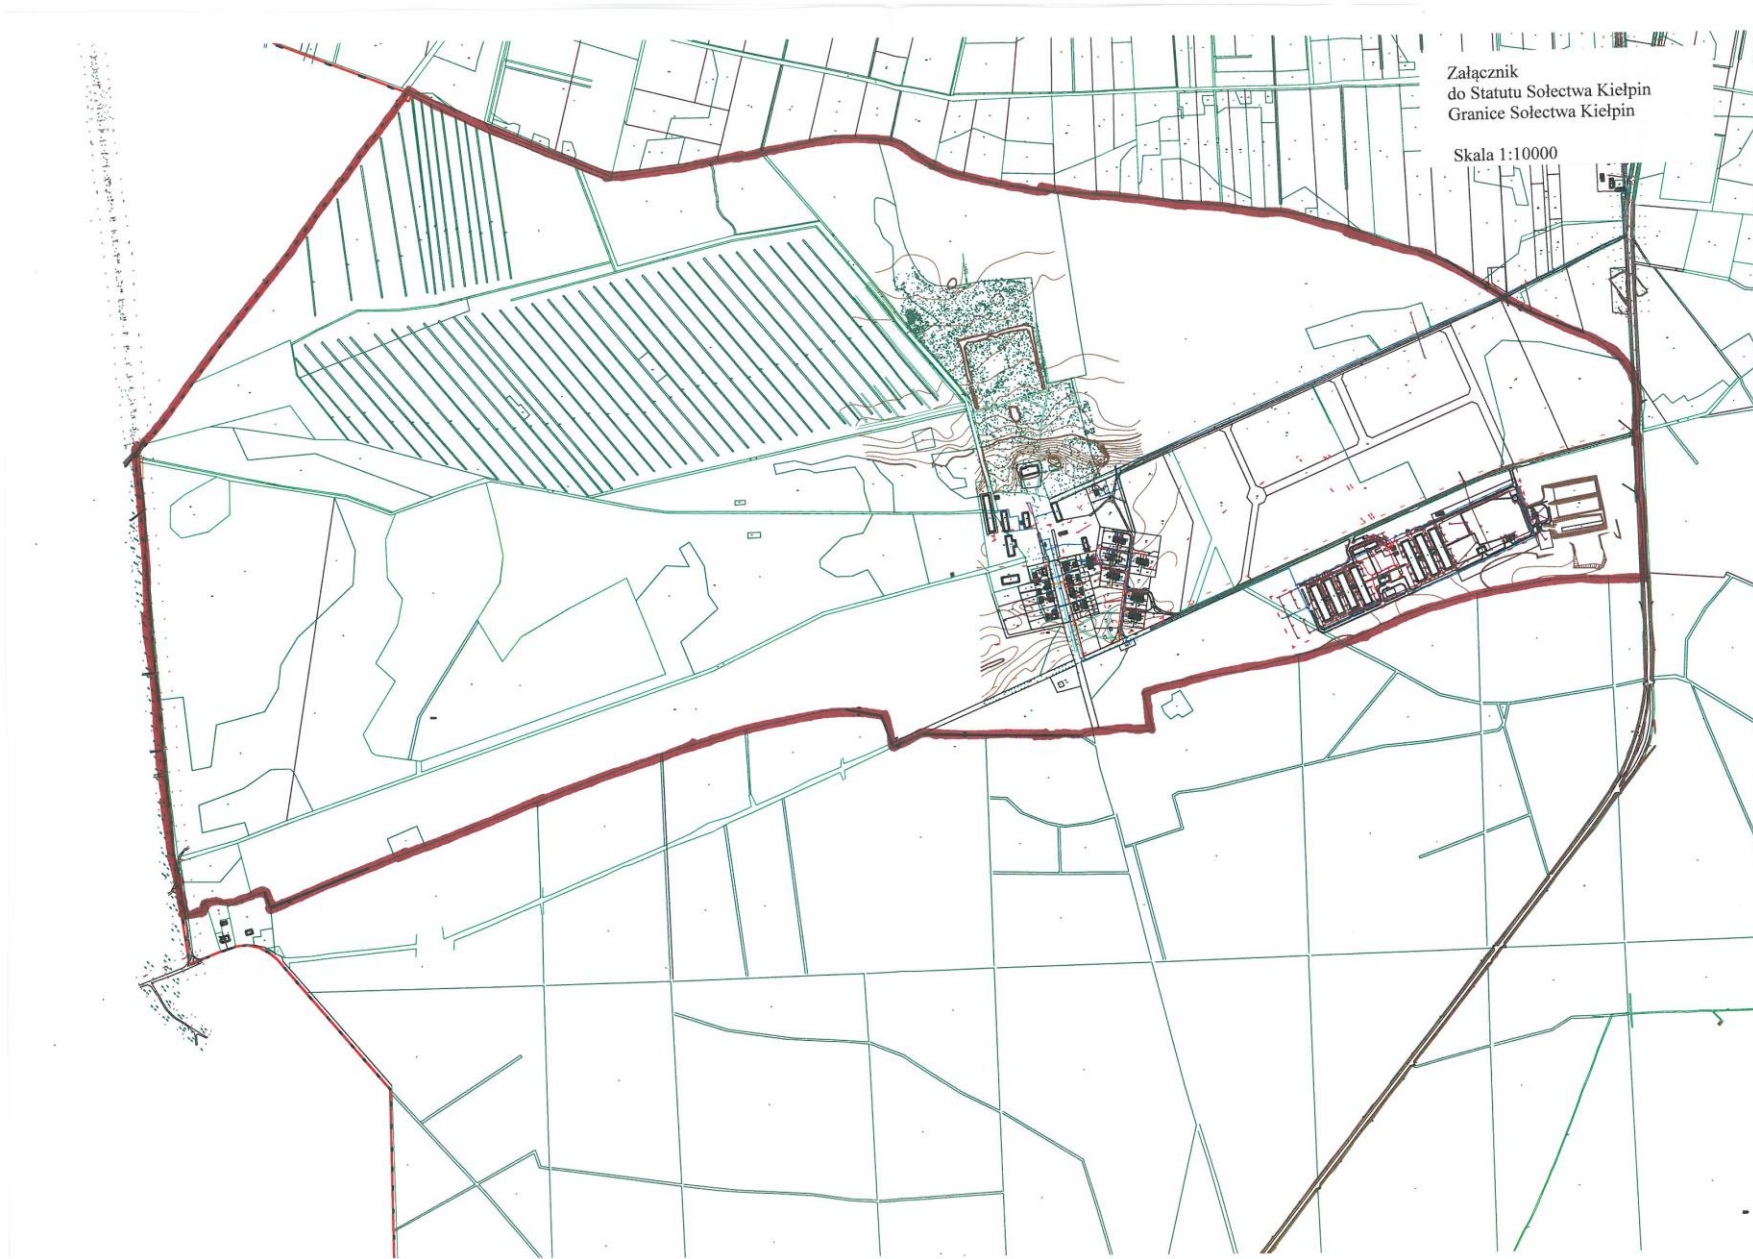 Załącznik
do Statutu Sołectwa Kiełpin
Granice Sołectwa Kiełpin
Skala 1:10000